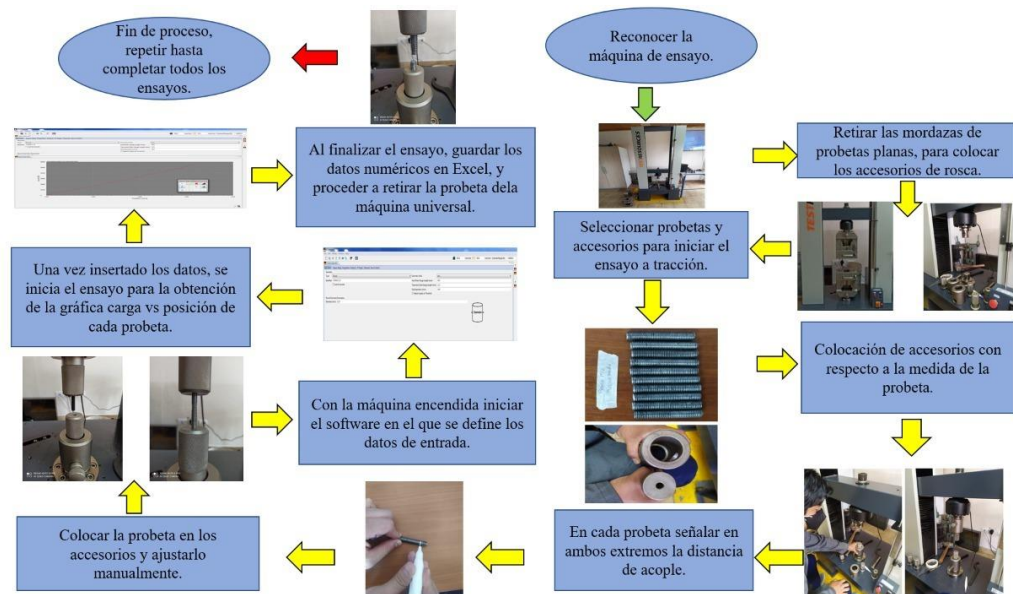 Fin de proceso,
repetir hasta
completar todos los
ensayos.
Reconocer la
máquina de ensayo.
Al finalizar el ensayo, guardar los
datos numéricos en Excel, y
proceder a retirar la probeta dela
máquina universal.
Retirar las mordazas de
probetas planas, para colocar
los accesorios de rosca.
Seleccionar probetas y
accesorios para iniciar el
ensayo a tracción.
Una vez insertado los datos, se
inicia el ensayo para la obtención
de la gráfica carga vs posición de
cada probeta.
Colocación de accesorios con
respecto a la medida de la
probeta.
Con la máquina encendida iniciar
el software en el que se define los
datos de entrada.
Colocar la probeta en los
accesorios y ajustarlo
manualmente.
En cada probeta señalar en
ambos extremos la distancia
de acople.